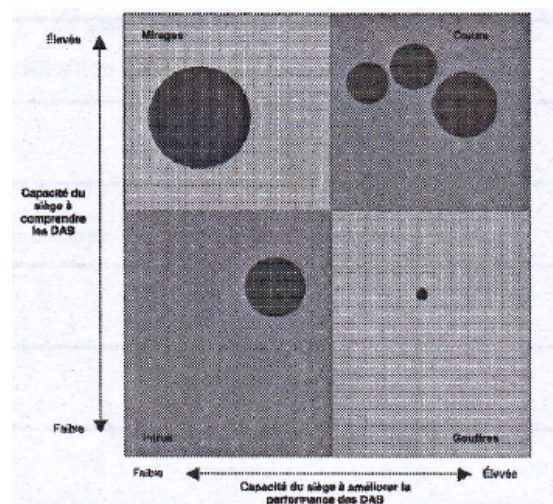 Élevée
Mirages
Coeurs
Capacité du
siège à
comprendre
les DAS
Faible
Intrus
Gouffres
Faible
Élevée
Capacité du siège à améliorer la
performance des DAS